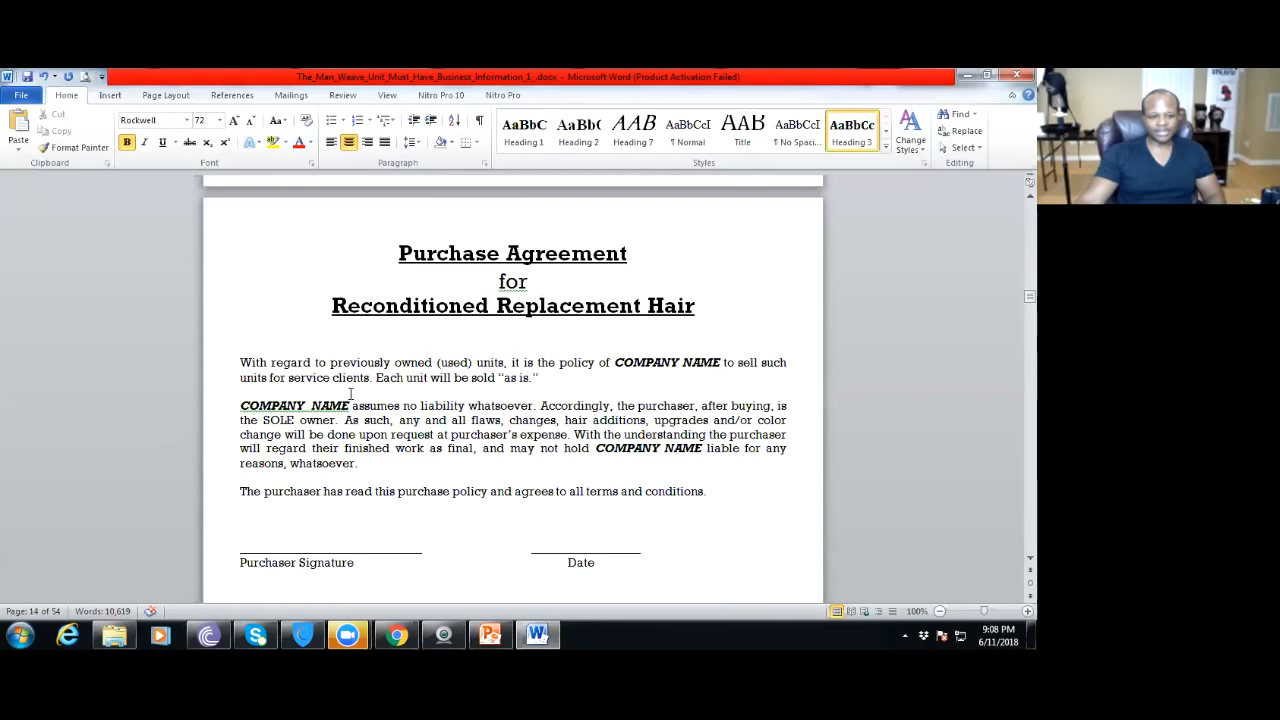 The_Man_Weave_Unit_Must_Have_Business_Information_1_.docx - Microsoft Word (Product Activation Failed)
File Home Insert Page Layout References Mailings Review View Nitro Pro 10 Nitro Pro
Paste
Cut
Copy
Format Painter
Clipboard
Rockwell 72
Font
Paragraph
AaBbC AaBb( AAB AaBbCcI AAB AaBbCcI AaBbCc
Heading 1 Heading 2 Heading 7 ¶ Normal Title ¶ No Spaci... Heading 3
Styles
Change Styles
Find
Replace
Select
Editing
Purchase Agreement
for
Reconditioned Replacement Hair
With regard to previously owned (used) units, it is the policy of COMPANY NAME to sell such
units for service clients. Each unit will be sold "as is."
COMPANY NAME assumes no liability whatsoever. Accordingly, the purchaser, after buying, is
the SOLE owner. As such, any and all flaws, changes, hair additions, upgrades and/or color
change will be done upon request at purchaser's expense. With the understanding the purchaser
will regard their finished work as final, and may not hold COMPANY NAME liable for any
reasons, whatsoever.
The purchaser has read this purchase policy and agrees to all terms and conditions.
Purchaser Signature Date
Page: 14 of 54 Words: 10,619 100%
9:08 PM
6/11/2018